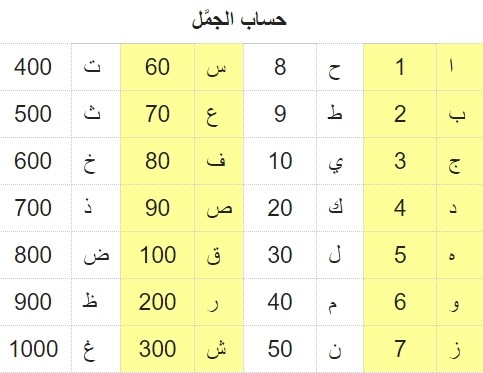 حساب الجمَّل
ا 1 ح 8 س 60 ت 400
ب 2 ط 9 ع 70 ث 500
ج 3 ي 10 ف 80 خ 600
د 4 ك 20 ص 90 ذ 700
ه 5 ل 30 ق 100 ض 800
و 6 م 40 ر 200 ظ 900
ز 7 ن 50 ش 300 غ 1000